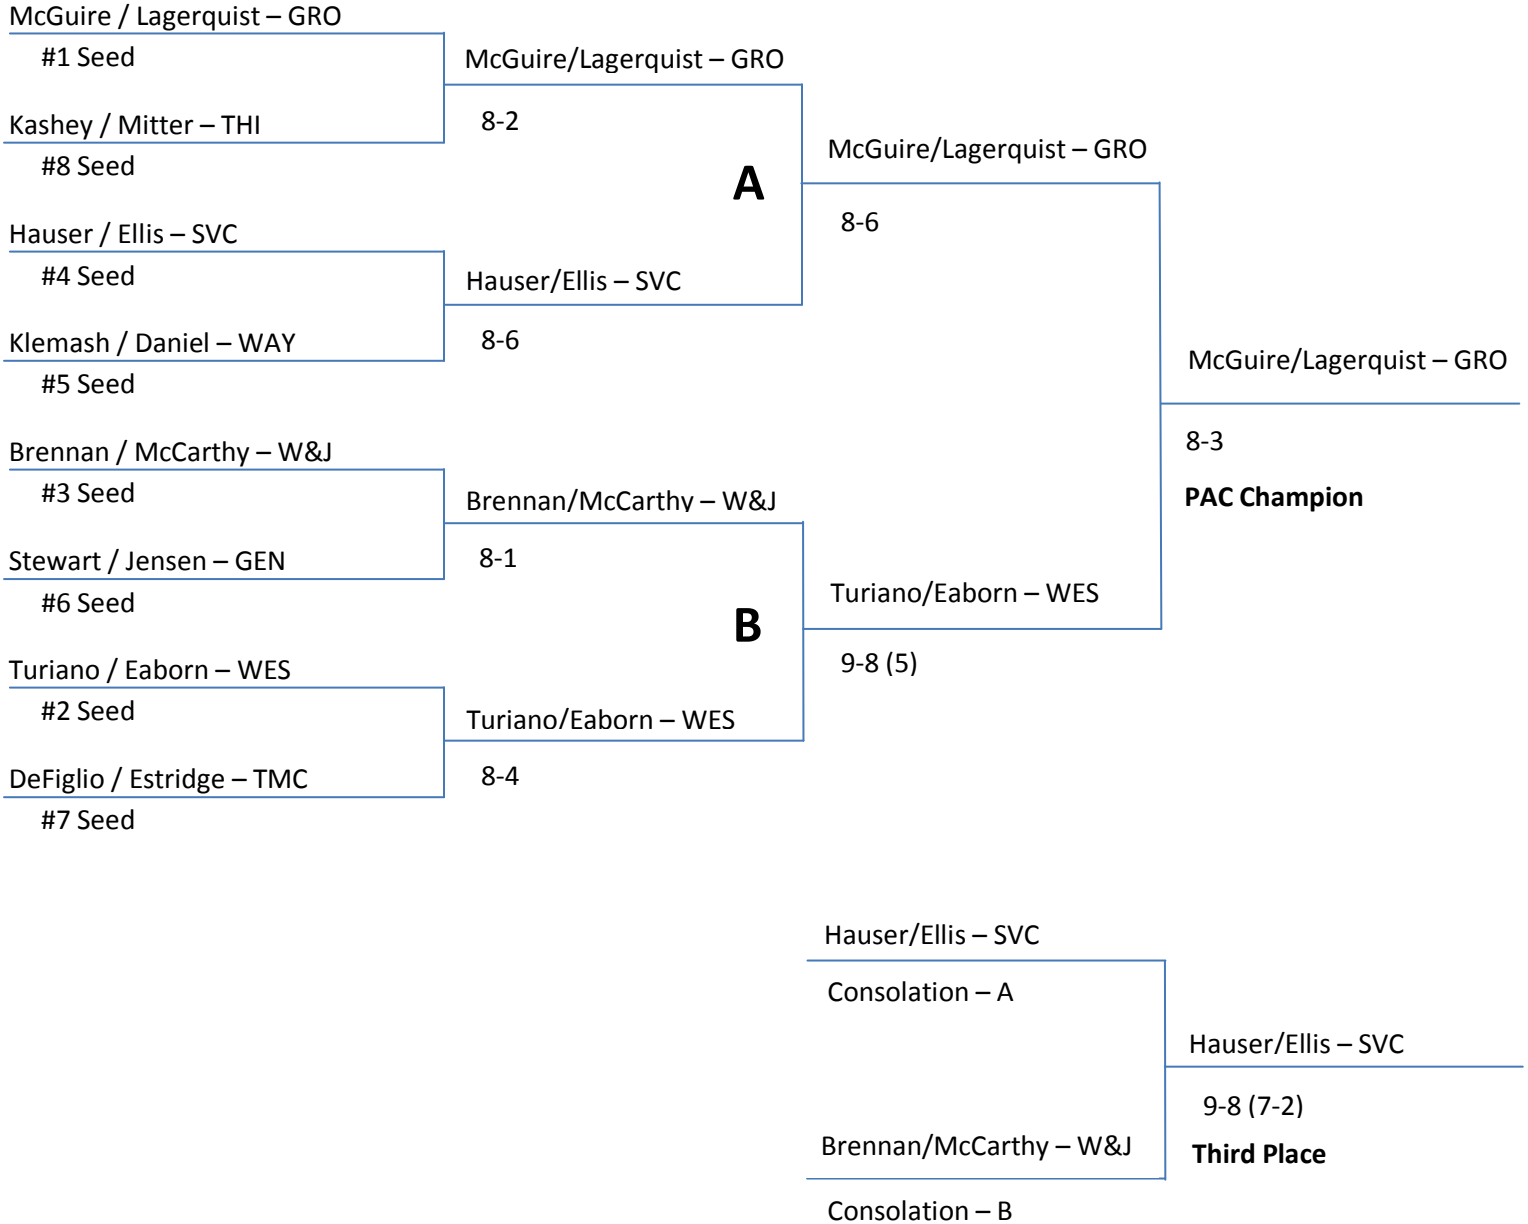 McGuire / Lagerquist – GRO
#1 Seed
Kashey / Mitter – THI
#8 Seed
Hauser / Ellis – SVC
#4 Seed
Klemash / Daniel – WAY
#5 Seed
Brennan / McCarthy – W&J
#3 Seed
Stewart / Jensen – GEN
#6 Seed
Turiano / Eaborn – WES
#2 Seed
DeFiglio / Estridge – TMC
#7 Seed
McGuire/Lagerquist – GRO
8-2
Hauser/Ellis – SVC
8-6
Brennan/McCarthy – W&J
8-1
Turiano/Eaborn – WES
8-4
A
B
McGuire/Lagerquist – GRO
8-6
Turiano/Eaborn – WES
9-8 (5)
McGuire/Lagerquist – GRO
8-3
PAC Champion
Hauser/Ellis – SVC
Consolation – A
Brennan/McCarthy – W&J
Consolation – B
Hauser/Ellis – SVC
9-8 (7-2)
Third Place